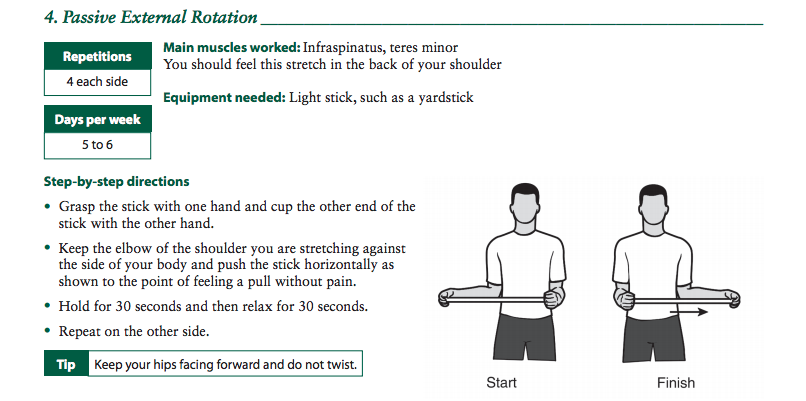 4. Passive External Rotation
Repetitions
4 each side
Days per week
5 to 6
Main muscles worked: Infraspinatus, teres minor
You should feel this stretch in the back of your shoulder
Equipment needed: Light stick, such as a yardstick
Step-by-step directions
• Grasp the stick with one hand and cup the other end of the
stick with the other hand.
• Keep the elbow of the shoulder you are stretching against
the side of your body and push the stick horizontally as
shown to the point of feeling a pull without pain.
• Hold for 30 seconds and then relax for 30 seconds.
• Repeat on the other side.
Tip Keep your hips facing forward and do not twist.
Start
Finish